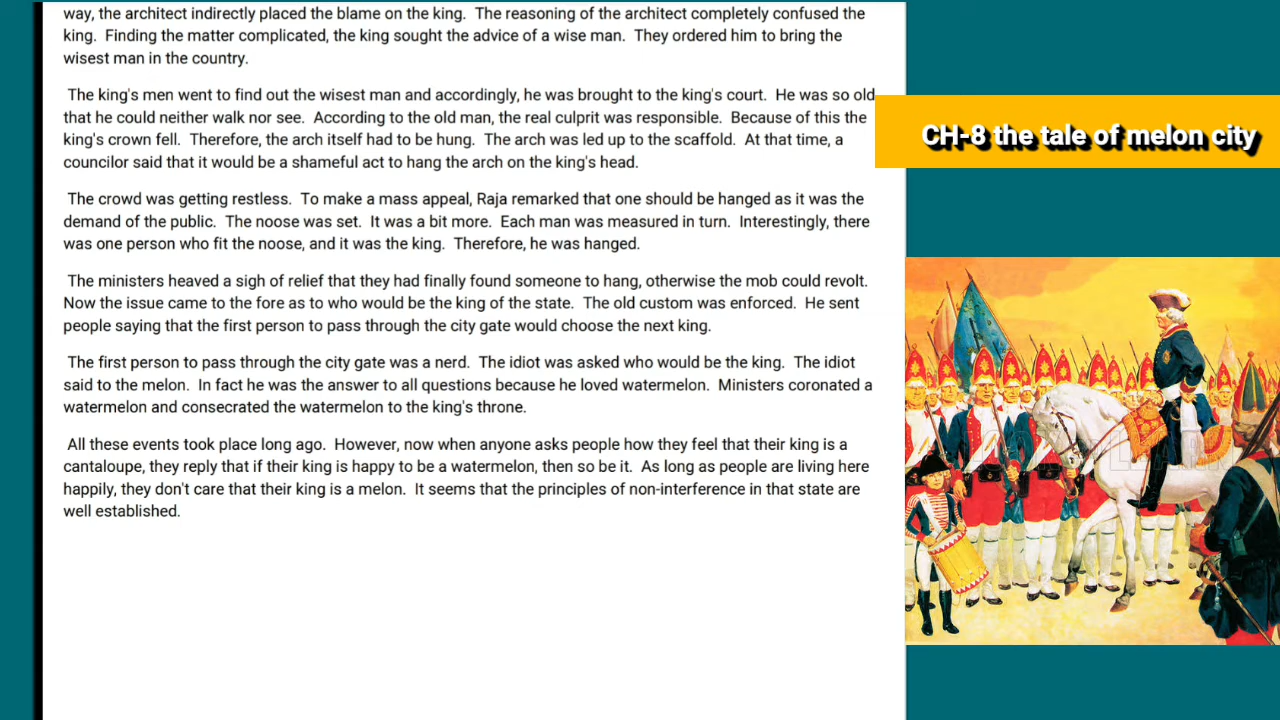 way, the architect indirectly placed the blame on the king. The reasoning of the architect completely confused the
king. Finding the matter complicated, the king sought the advice of a wise man. They ordered him to bring the
wisest man in the country.
The king's men went to find out the wisest man and accordingly, he was brought to the king's court. He was so old
that he could neither walk nor see. According to the old man, the real culprit was responsible. Because of this the
king's crown fell. Therefore, the arch itself had to be hung. The arch was led up to the scaffold. At that time, a
councilor said that it would be a shameful act to hang the arch on the king's head.
The crowd was getting restless. To make a mass appeal, Raja remarked that one should be hanged as it was the
demand of the public. The noose was set. It was a bit more. Each man was measured in turn. Interestingly, there
was one person who fit the noose, and it was the king. Therefore, he was hanged.
The ministers heaved a sigh of relief that they had finally found someone to hang, otherwise the mob could revolt.
Now the issue came to the fore as to who would be the king of the state. The old custom was enforced. He sent
people saying that the first person to pass through the city gate would choose the next king.
The first person to pass through the city gate was a nerd. The idiot was asked who would be the king. The idiot
said to the melon. In fact he was the answer to all questions because he loved watermelon. Ministers coronated a
watermelon and consecrated the watermelon to the king's throne.
All these events took place long ago. However, now when anyone asks people how they feel that their king is a
cantaloupe, they reply that if their king is happy to be a watermelon, then so be it. As long as people are living here
happily, they don't care that their king is a melon. It seems that the principles of non-interference in that state are
well established.
CH-8 the tale of melon city